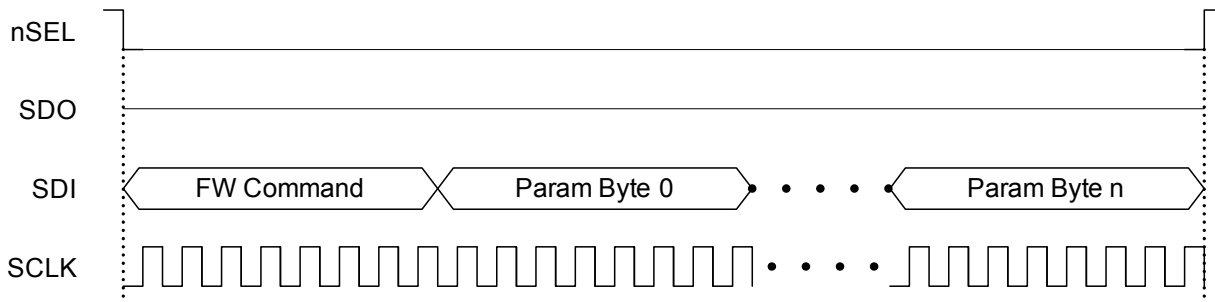 nSEL
SDO
SDI FW Command Param Byte 0 Param Byte n
SCLK